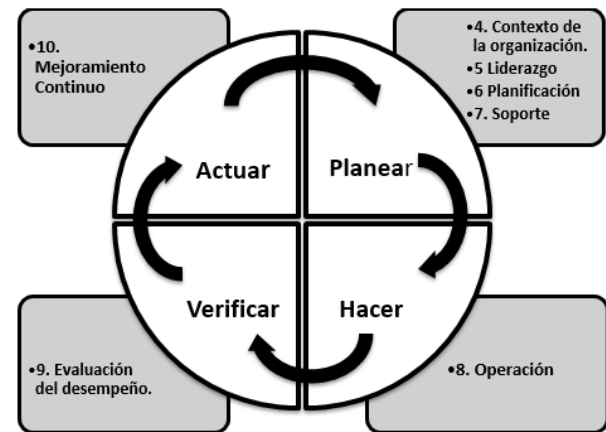 •10.
Mejoramiento
Continuo
•4. Contexto de
la organización.
•5 Liderazgo
•6 Planificación
•7. Soporte
Actuar
Planear
Verificar
Hacer
•9. Evaluación
del desempeño.
•8. Operación